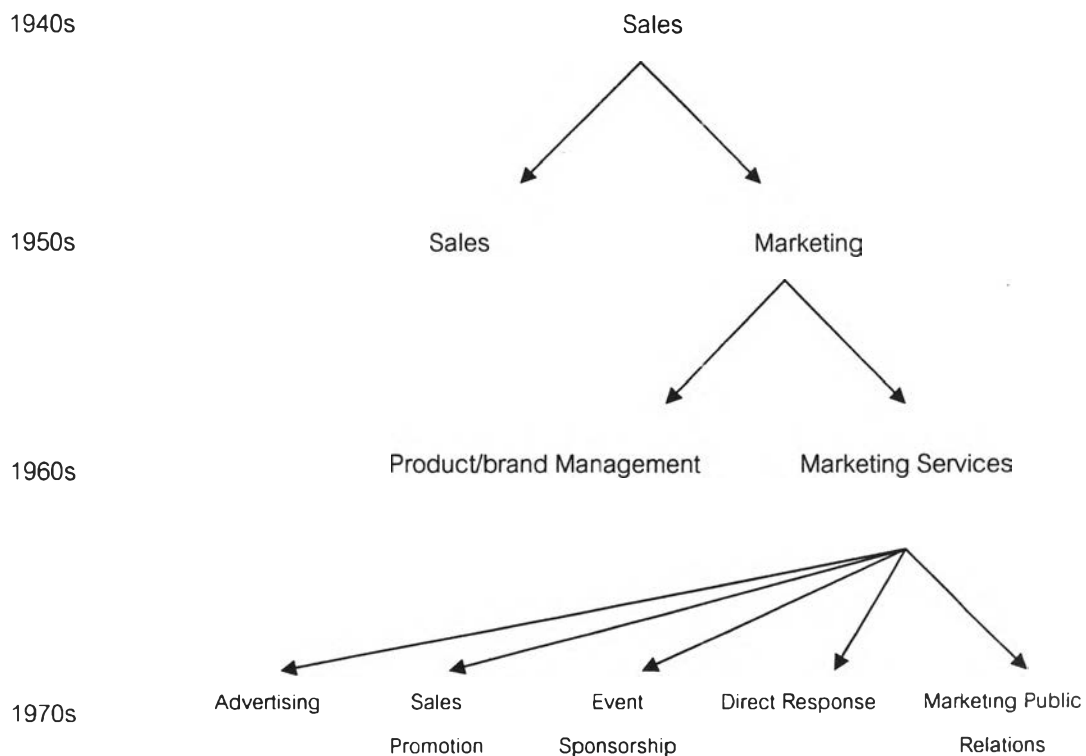 1940s Sales
1950s Sales Marketing
1960s Product/brand Management Marketing Services
Advertising Sales Event Direct Response Marketing Public
1970s
Promotion Sponsorship Relations